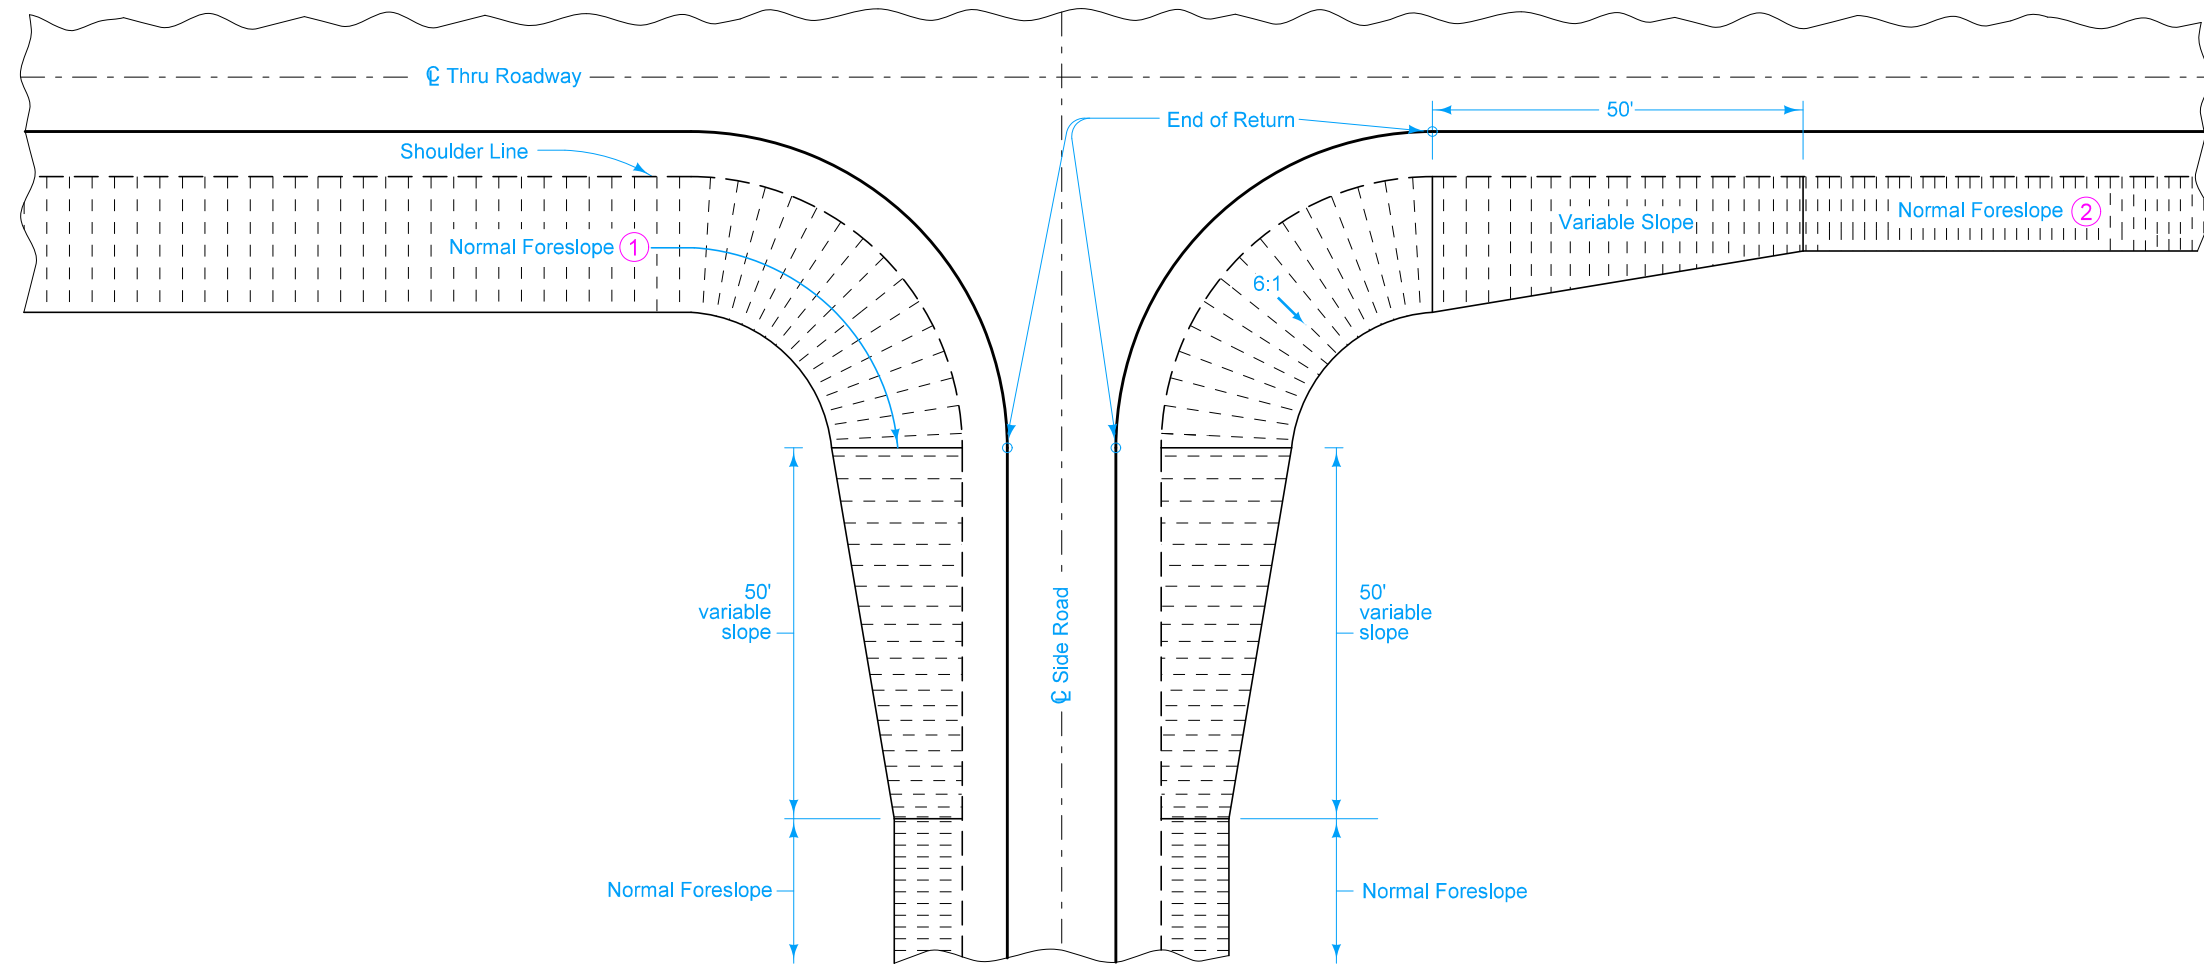 ℄ Thru Roadway
50'
End of Return
Shoulder Line
Normal Foreslope 2
Variable Slope
Normal Foreslope 1
6:1
50'
variable
slope
50'
variable
slope
℄ Side Road
Normal Foreslope
Normal Foreslope